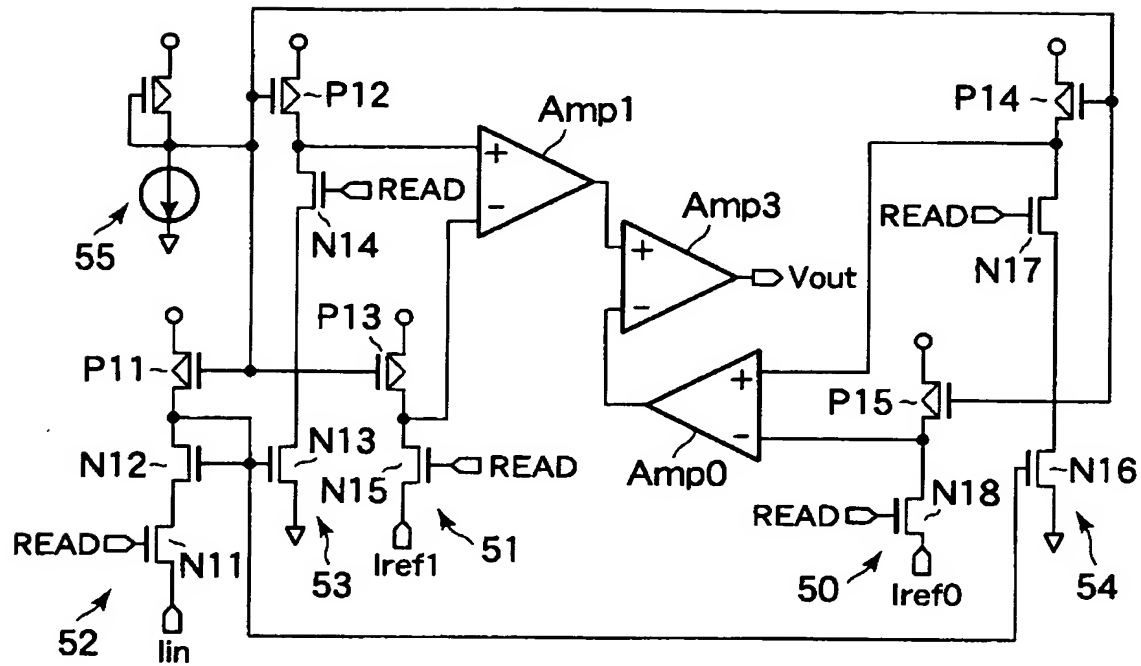 P12
P14
Amp1
READ
Amp3
READ
55
N14
Vout
N17
P13
P11
P15
N12
N13
N15
READ
Amp0
N16
READ
N11
N18
READ
51
53
Iref1
50
54
52
Iin
Iref0
+
−
+
−
+
−